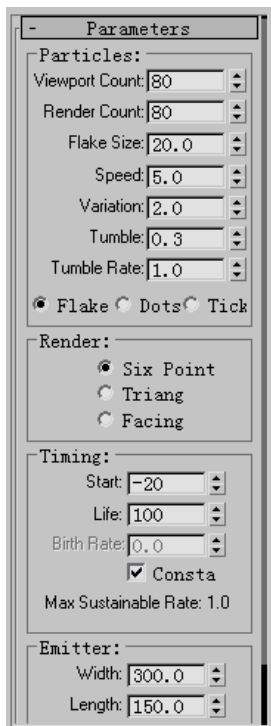 - Parameters
Particles:
Viewport Count: 80
Render Count: 80
Flake Size: 20.0
Speed: 5.0
Variation: 2.0
Tumble: 0.3
Tumble Rate: 1.0
Flake Dots Tick
Render:
Six Point
Triang
Facing
Timing:
Start: -20
Life: 100
Birth Rate: 0.0
Consta
Max Sustainable Rate: 1.0
Emitter:
Width: 300.0
Length: 150.0